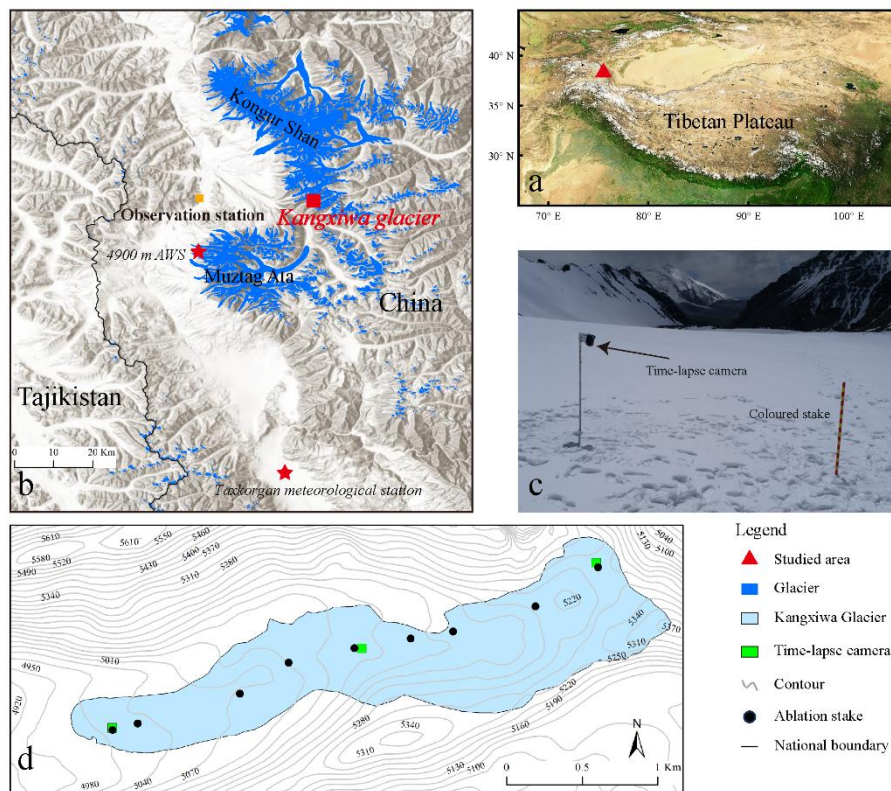 Kongur Shan
Observation station
Kangxiwa glacier
4900 m AWS
Muztag Ata
China
Tajikistan
0 10 20 Km
b
Taxkorgan meteorological station
40° N
35° N
30° N
Tibetan Plateau
a
70° E 80° E 90° E 100° E
Time-lapse camera
Coloured stake
c
5610
5580
5520
5490
5340
5610
5550
5460
5400
5370
5430
5280
5310
5040
5130
5100
5220
5340
5370
5310
5250
5220
5190
5160
5010
4950
4920
5280
5340
5310
5130
5100
5070
5040
4980
d
N
0 0.5 1 Km
Legend
Studied area
Glacier
Kangxiwa Glacier
Time-lapse camera
Contour
Ablation stake
National boundary